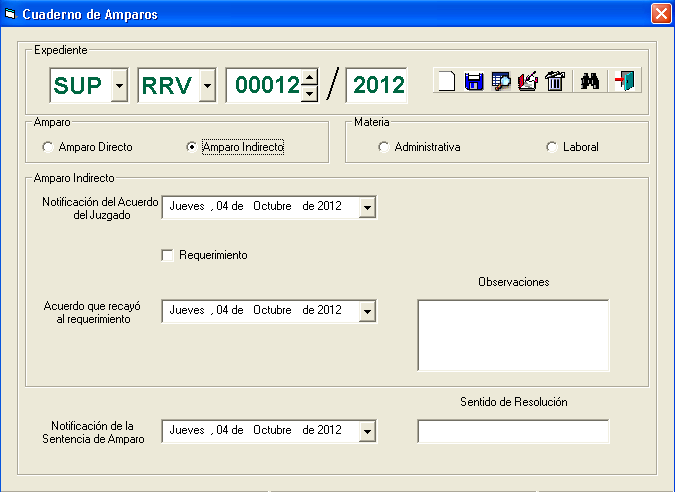 Cuaderno de Amparos
Expediente
SUP RRV 00012 / 2012
Amparo
Amparo Directo
Amparo Indirecto
Materia
Administrativa
Laboral
Amparo Indirecto
Notificación del Acuerdo
del Juzgado
Jueves , 04 de Octubre de 2012
Requerimiento
Acuerdo que recayó
al requerimiento
Jueves , 04 de Octubre de 2012
Observaciones
Notificación de la
Sentencia de Amparo
Jueves , 04 de Octubre de 2012
Sentido de Resolución